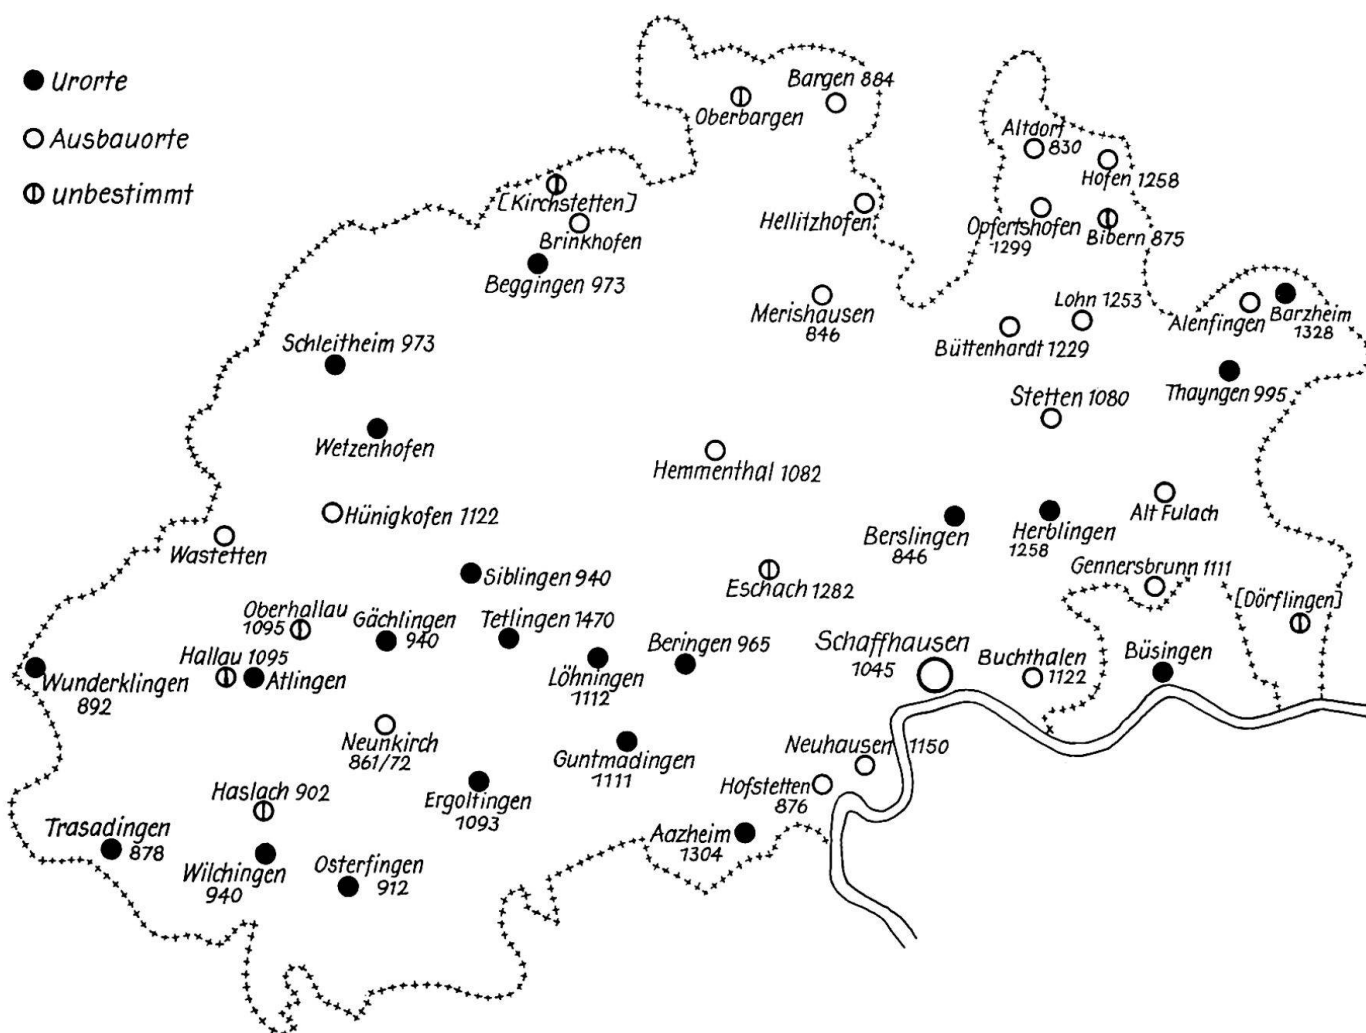 Urorte
Ausbauorte
unbestimmt
Bargen 884
Oberbargen
Altdorf
830
Hofen 1258
[Kirchstetten]
Brinkhofen
Beggingen 973
Hellitzhofen
Opfertshofen
1299
Bibern 875
Merishausen
846
Lohn 1253
Büttenhardt 1229
Alenfingen
Barzheim
1328
Schleitheim 973
Thayngen 995
Stetten 1080
Wetzenhofen
Hemmenthal 1082
Hünigkofen 1122
Wastetten
Berslingen
846
Herblingen
1258
Alt Fulach
Siblingen 940
Eschach 1282
Gennersbrunn 1111
[Dörflingen]
Oberhallau
1095
Gächlingen
940
Tetlingen 1470
Beringen 965
Löhningen
1112
Schaffhausen
1045
Buchthalen
1122
Büsingen
Hallau 1095
Atlingen
Wunderklingen
892
Neunkirch
861/72
Guntmadingen
1111
Neuhausen 1150
Hofstetten
876
Haslach 902
Ergoltingen
1093
Trasadingen
878
Wilchingen
940
Osterfingen
912
Aazheim
1304